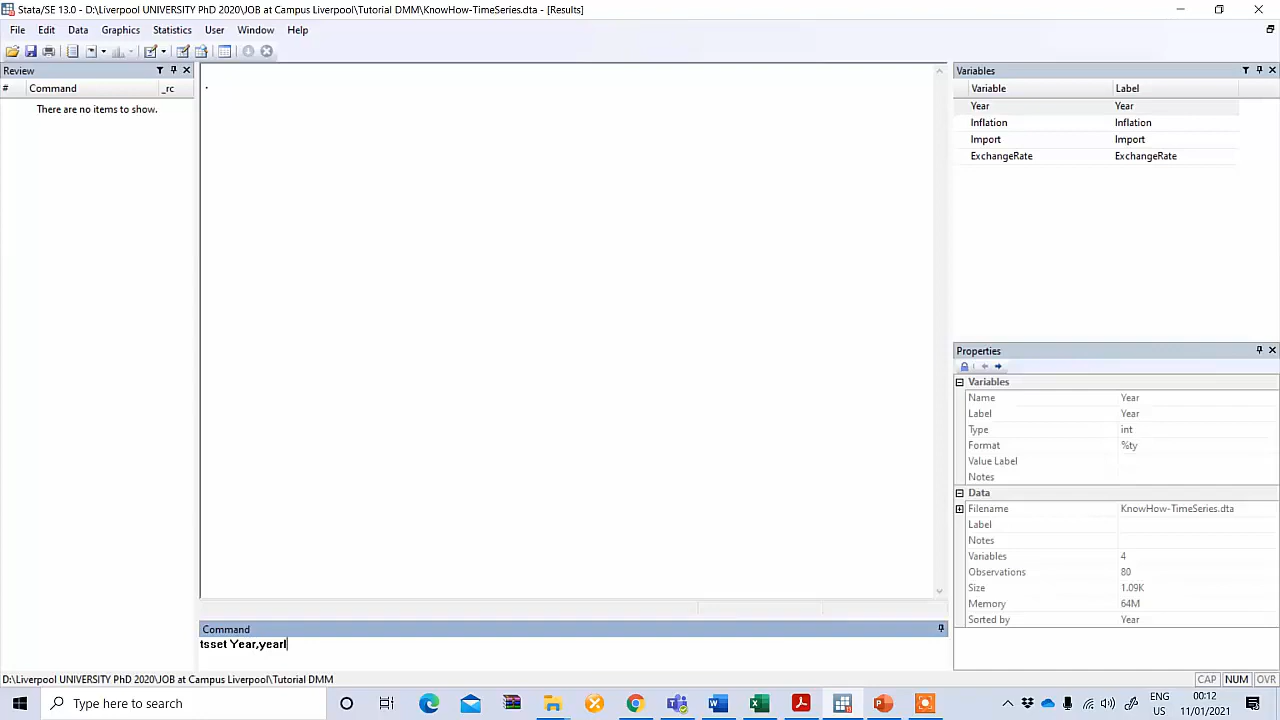 Stata/SE 13.0 - D:\Liverpool UNIVERSITY PhD 2020\JOB at Campus Liverpool\Tutorial DMM\KnowHow-TimeSeries.dta - [Results]
File Edit Data Graphics Statistics User Window Help
Review
# Command _rc
There are no items to show.
.
Variables
Variable Label
Year Year
Inflation Inflation
Import Import
ExchangeRate ExchangeRate
Properties
Variables
Name Year
Label Year
Type int
Format %ty
Value Label
Notes
Data
Filename KnowHow-TimeSeries.dta
Label
Notes
Variables 4
Observations 80
Size 1.09K
Memory 64M
Sorted by Year
Command
tsset Year,yearl
D:\Liverpool UNIVERSITY PhD 2020\JOB at Campus Liverpool\Tutorial DMM
CAP NUM OVR
Type here to search
ENG
US
00:12
11/01/2021